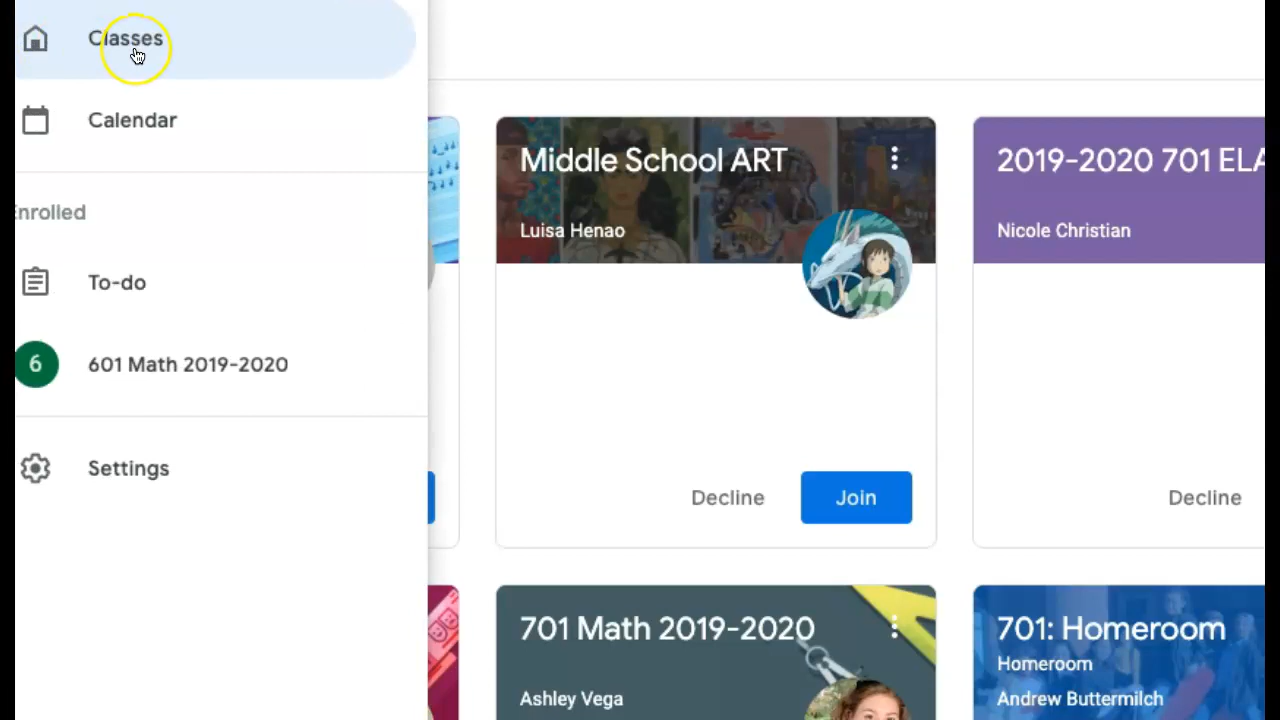 Classes
Calendar
Enrolled
To-do
6 601 Math 2019-2020
Settings
Middle School ART
Luisa Henao
Decline Join
2019-2020 701 ELA
Nicole Christian
Decline
701 Math 2019-2020
Ashley Vega
701: Homeroom
Homeroom
Andrew Buttermilch